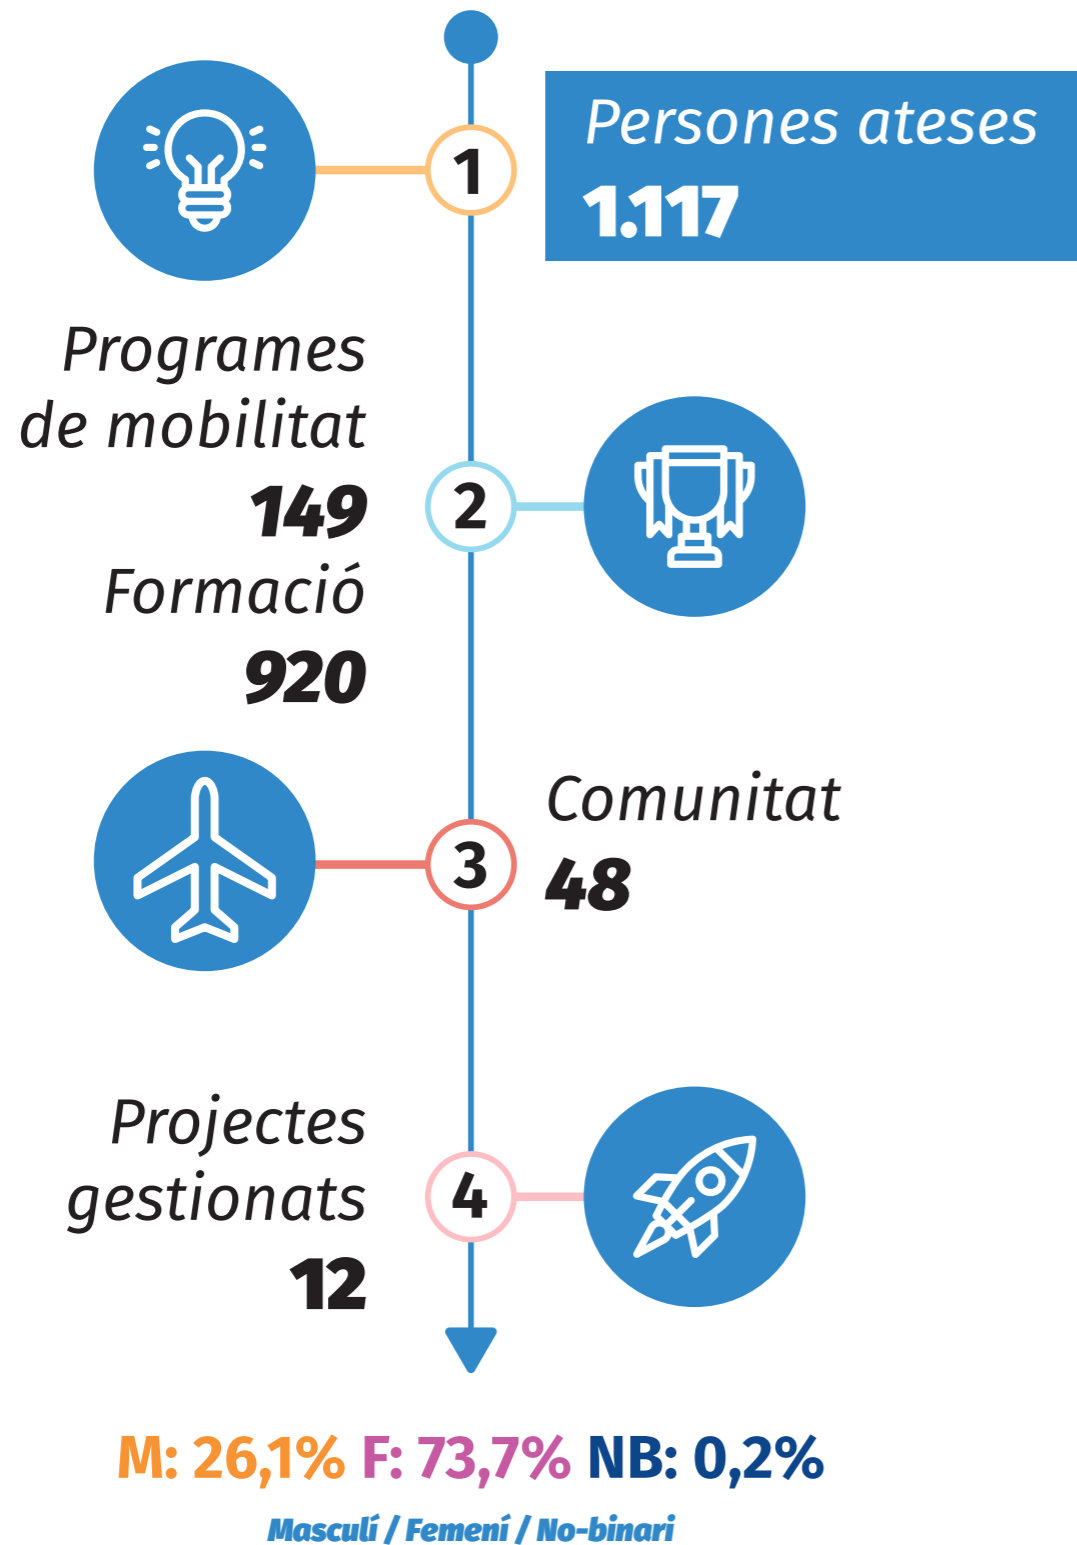 1
Persones ateses
1.117
Programes
de mobilitat
149
Formació
920
2
3
Comunitat
48
Projectes
gestionats
12
4
M: 26,1% F: 73,7% NB: 0,2%
Masculí / Femení / No-binari